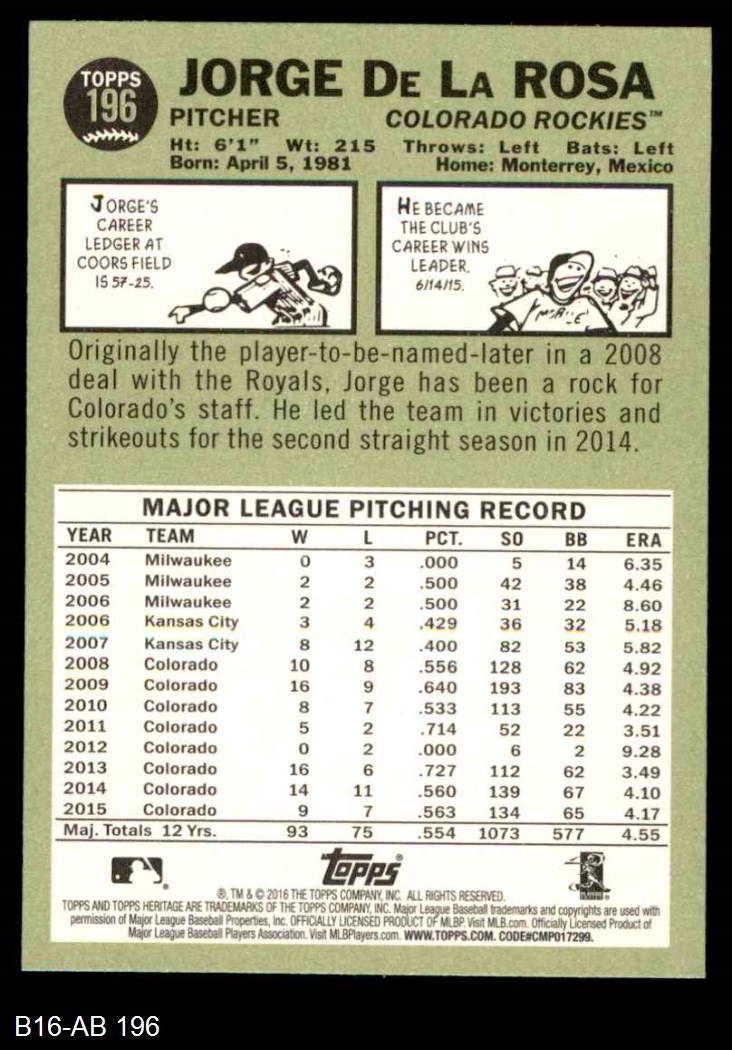 TOPPS
196
JORGE DE LA ROSA
PITCHER COLORADO ROCKIES™
Ht: 6'1" Wt: 215 Throws: Left Bats: Left
Born: April 5, 1981 Home: Monterrey, Mexico
JORGE'S
CAREER
LEDGER AT
COORS FIELD
IS 57-25.
HE BECAME
THE CLUB'S
CAREER WINS
LEADER,
6/14/15.
Originally the player-to-be-named-later in a 2008
deal with the Royals, Jorge has been a rock for
Colorado's staff. He led the team in victories and
strikeouts for the second straight season in 2014.
MAJOR LEAGUE PITCHING RECORD
YEAR TEAM W L PCT. SO BB ERA
2004 Milwaukee 0 3 .000 5 14 6.35
2005 Milwaukee 2 2 .500 42 38 4.46
2006 Milwaukee 2 2 .500 31 22 8.60
2006 Kansas City 3 4 .429 36 32 5.18
2007 Kansas City 8 12 .400 82 53 5.82
2008 Colorado 10 8 .556 128 62 4.92
2009 Colorado 16 9 .640 193 83 4.38
2010 Colorado 8 7 .533 113 55 4.22
2011 Colorado 5 2 .714 52 22 3.51
2012 Colorado 0 2 .000 6 2 9.28
2013 Colorado 16 6 .727 112 62 3.49
2014 Colorado 14 11 .560 139 67 4.10
2015 Colorado 9 7 .563 134 65 4.17
Maj. Totals 12 Yrs. 93 75 .554 1073 577 4.55
Topps®
®, TM & © 2016 THE TOPPS COMPANY, INC. ALL RIGHTS RESERVED.
TOPPS AND TOPPS HERITAGE ARE TRADEMARKS OF THE TOPPS COMPANY, INC. Major League Baseball trademarks and copyrights are used with
permission of Major League Baseball Properties, Inc. OFFICIALLY LICENSED PRODUCT OF MLBP. Visit MLB.com. Officially Licensed Product of
Major League Baseball Players Association. Visit MLBPlayers.com. WWW.TOPPS.COM. CODE#CMP017299.
B16-AB 196